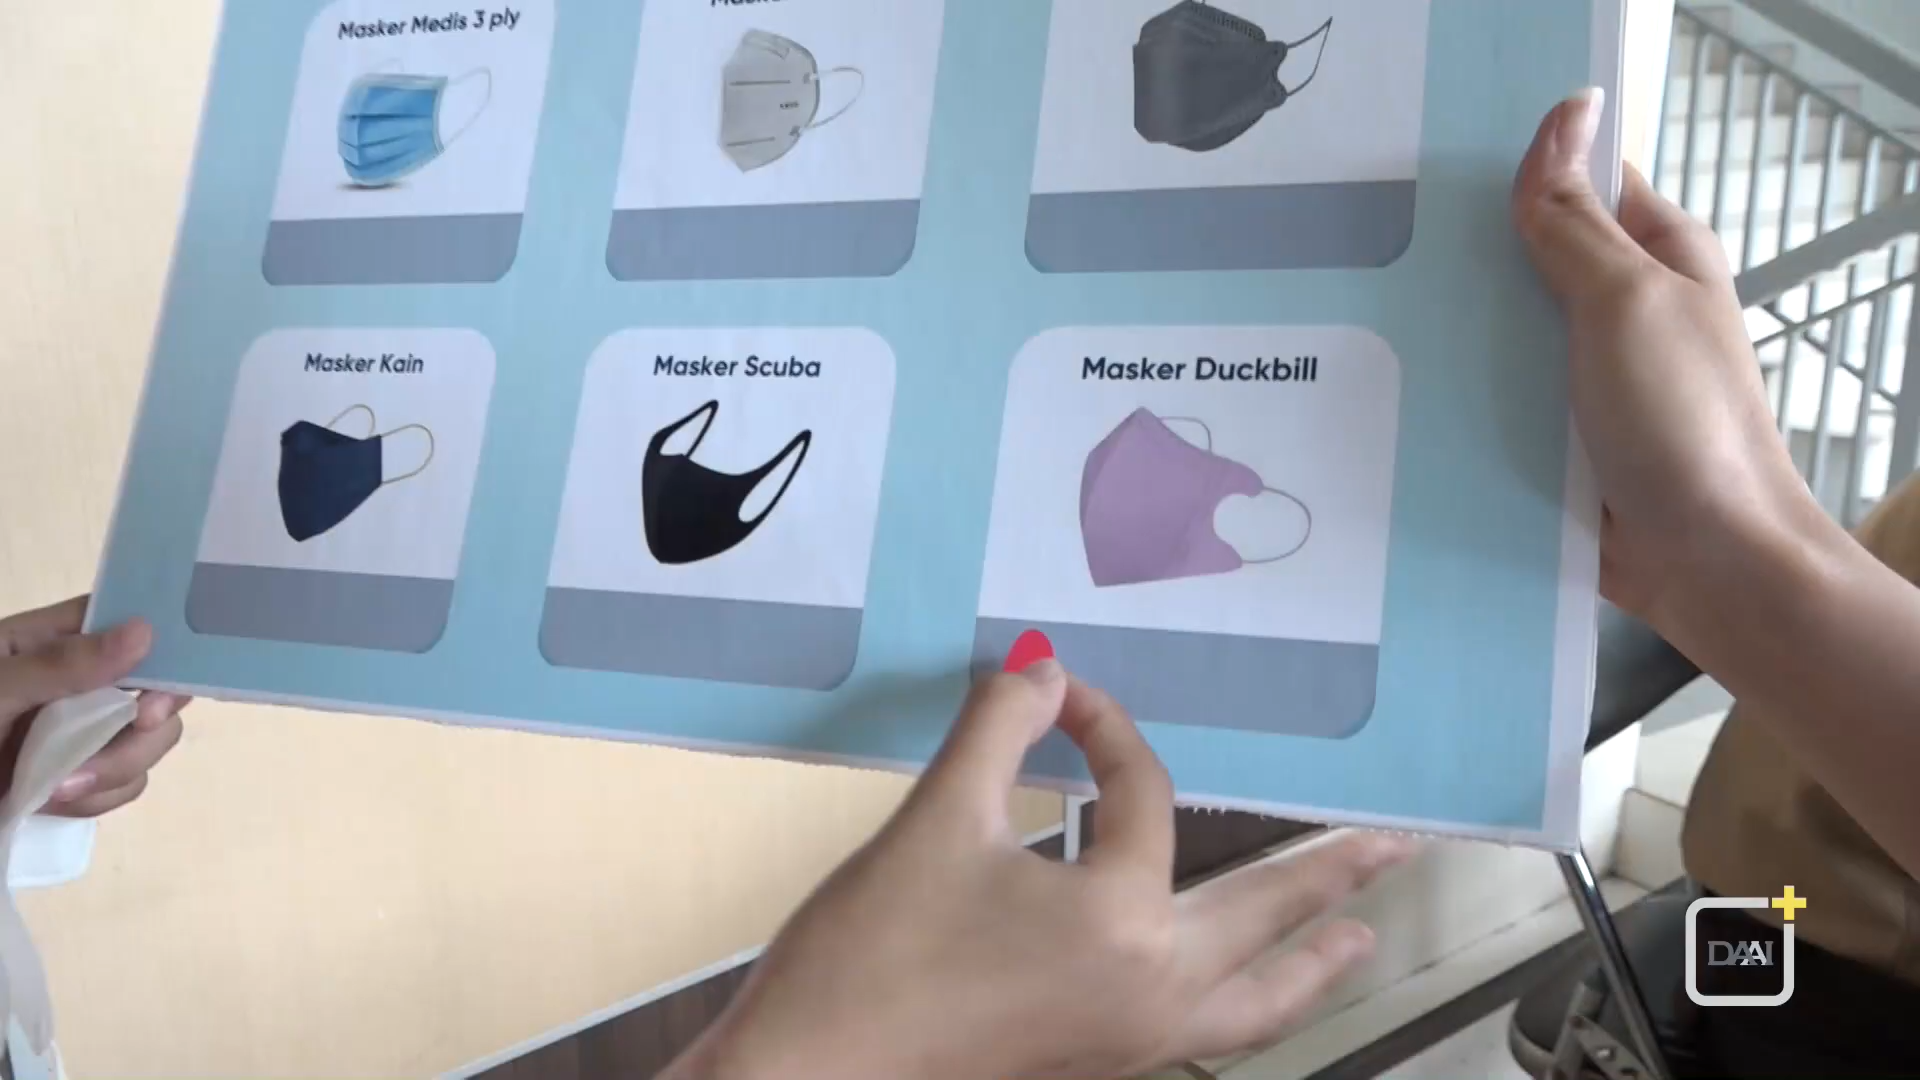 Masker Medis 3 ply
Masker Kain
Masker Scuba
Masker Duckbill
DAAI